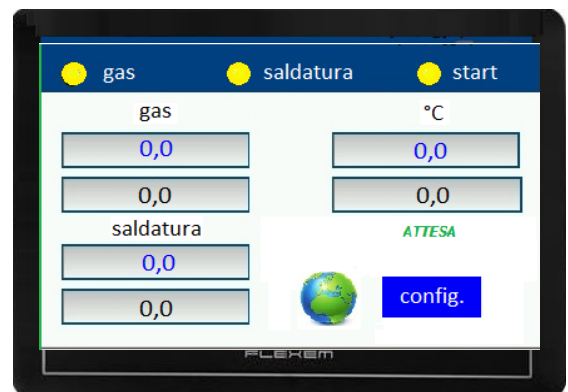 gas saldatura start
gas °C
0,0 0,0
0,0 0,0
saldatura ATTESA
0,0
0,0 config.
FLEXEM